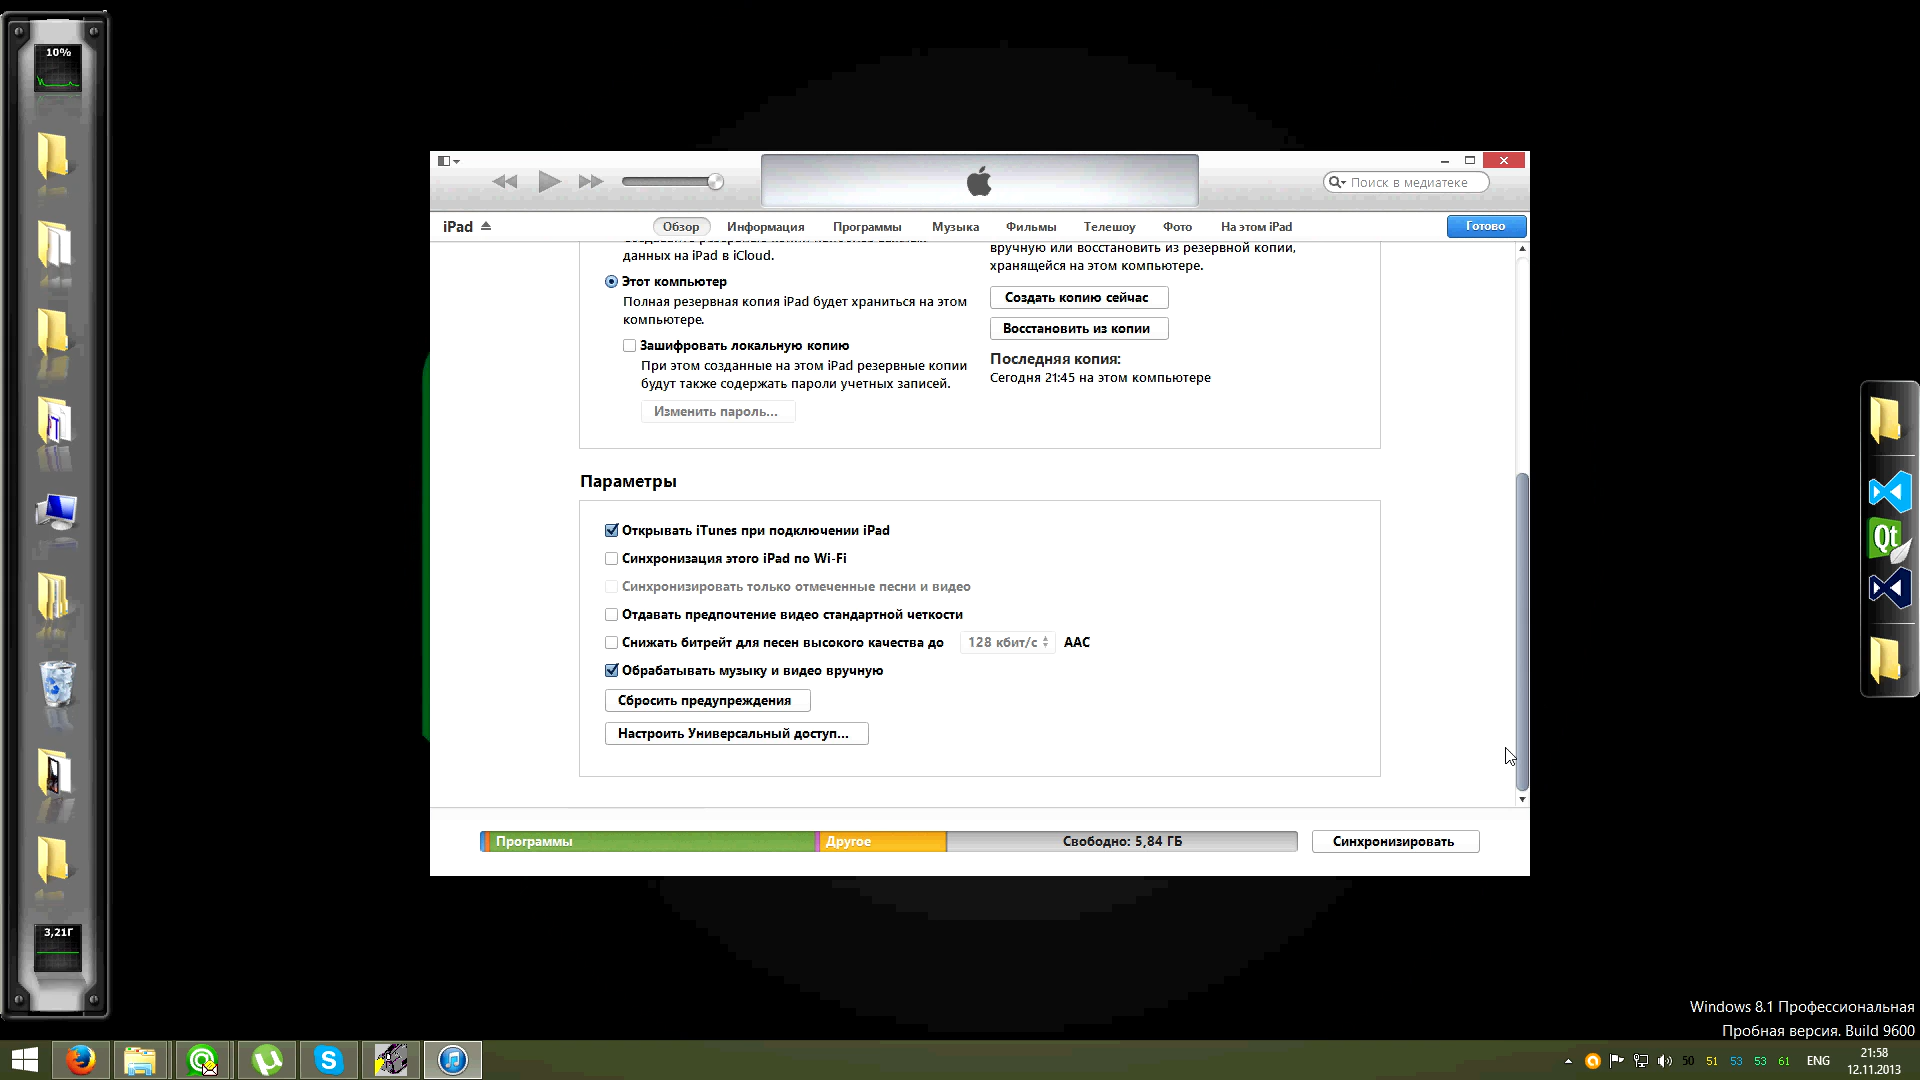 10%
Поиск в медиатеке
iPad
Обзор
Информация
Программы
Музыка
Фильмы
Телешоу
Фото
На этом iPad
Готово
данных на iPad в iCloud.
Этот компьютер
Полная резервная копия iPad будет храниться на этом
компьютере.
Зашифровать локальную копию
При этом созданные на этом iPad резервные копии
будут также содержать пароли учетных записей.
Изменить пароль...
вручную или восстановить из резервной копии,
хранящейся на этом компьютере.
Создать копию сейчас
Восстановить из копии
Последняя копия:
Сегодня 21:45 на этом компьютере
Параметры
Открывать iTunes при подключении iPad
Синхронизация этого iPad по Wi-Fi
Синхронизировать только отмеченные песни и видео
Отдавать предпочтение видео стандартной четкости
Снижать битрейт для песен высокого качества до 128 кбит/с AAC
Обрабатывать музыку и видео вручную
Сбросить предупреждения
Настроить Универсальный доступ...
Программы
Другое
Свободно: 5,84 ГБ
Синхронизировать
Qt
3,21Г
Windows 8.1 Профессиональная
Пробная версия. Build 9600
50 51 53 53 61 ENG
21:58
12.11.2013